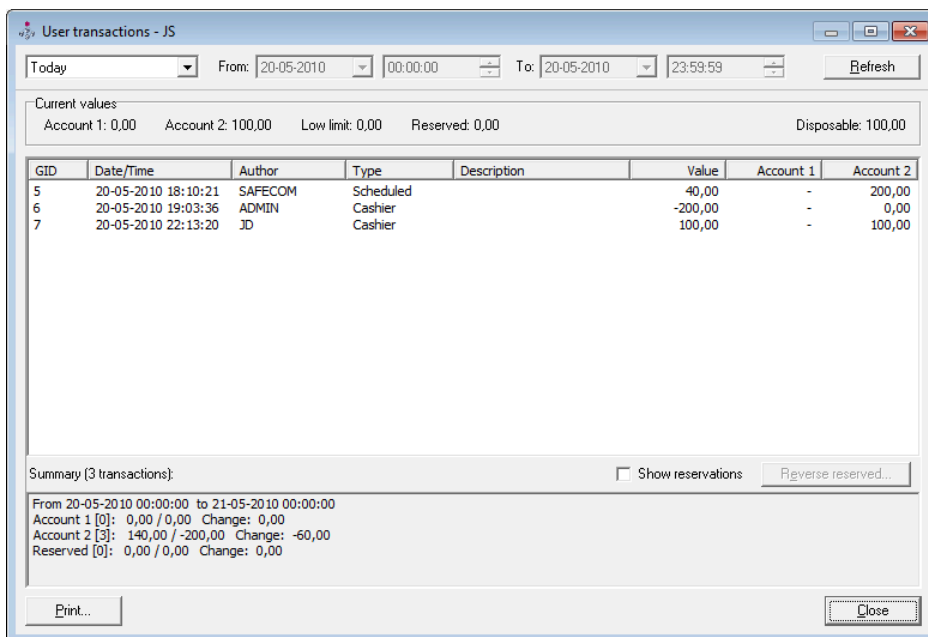 User transactions - JS
Today From: 20-05-2010 00:00:00 To: 20-05-2010 23:59:59 Refresh
Current values
Account 1: 0,00 Account 2: 100,00 Low limit: 0,00 Reserved: 0,00 Disposable: 100,00
GID Date/Time Author Type Description Value Account 1 Account 2
5 20-05-2010 18:10:21 SAFECOM Scheduled 40,00 - 200,00
6 20-05-2010 19:03:36 ADMIN Cashier -200,00 - 0,00
7 20-05-2010 22:13:20 JD Cashier 100,00 - 100,00
Summary (3 transactions): Show reservations Reverse reserved...
From 20-05-2010 00:00:00 to 21-05-2010 00:00:00
Account 1 [0]: 0,00 / 0,00 Change: 0,00
Account 2 [3]: 140,00 / -200,00 Change: -60,00
Reserved [0]: 0,00 / 0,00 Change: 0,00
Print... Close